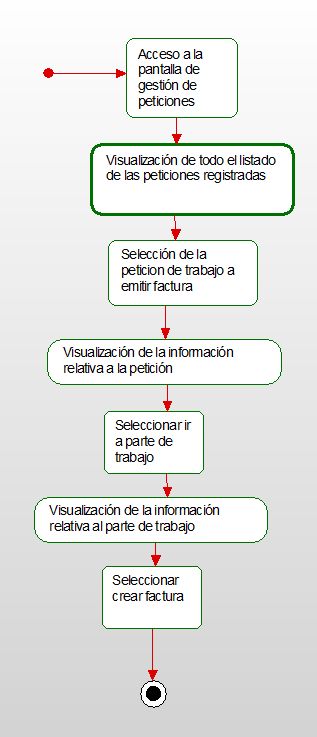 Acceso a la
pantalla de
gestión de
peticiones
Visualización de todo el listado
de las peticiones registradas
Selección de la
peticion de trabajo a
emitir factura
Visualización de la información
relativa a la petición
Seleccionar ir
a parte de
trabajo
Visualización de la información
relativa al parte de trabajo
Seleccionar
crear factura